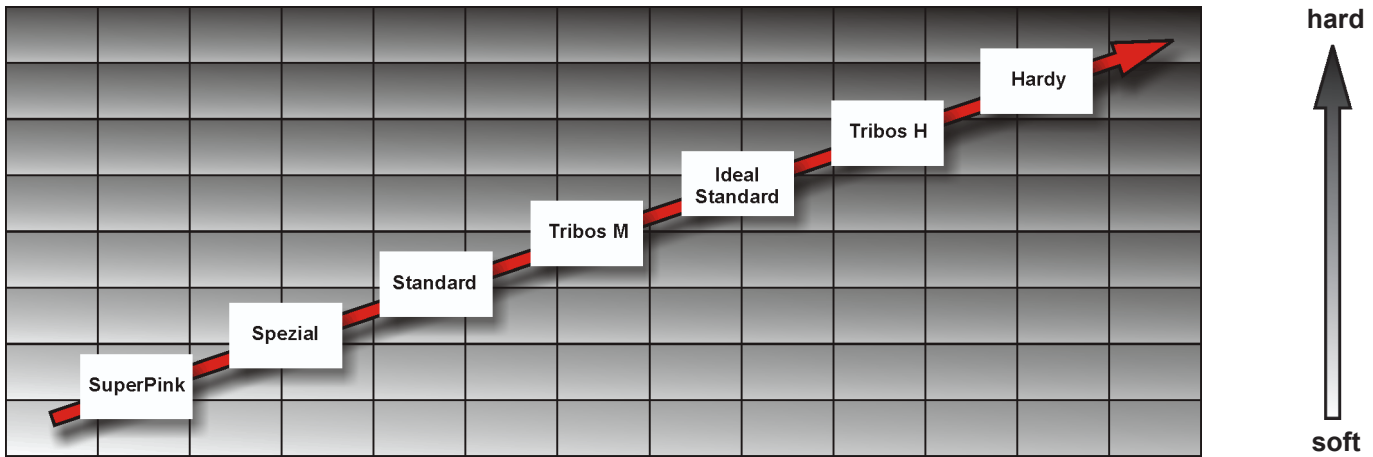 hard
Hardy
Tribos H
Ideal
Standard
Tribos M
Standard
Spezial
SuperPink
soft